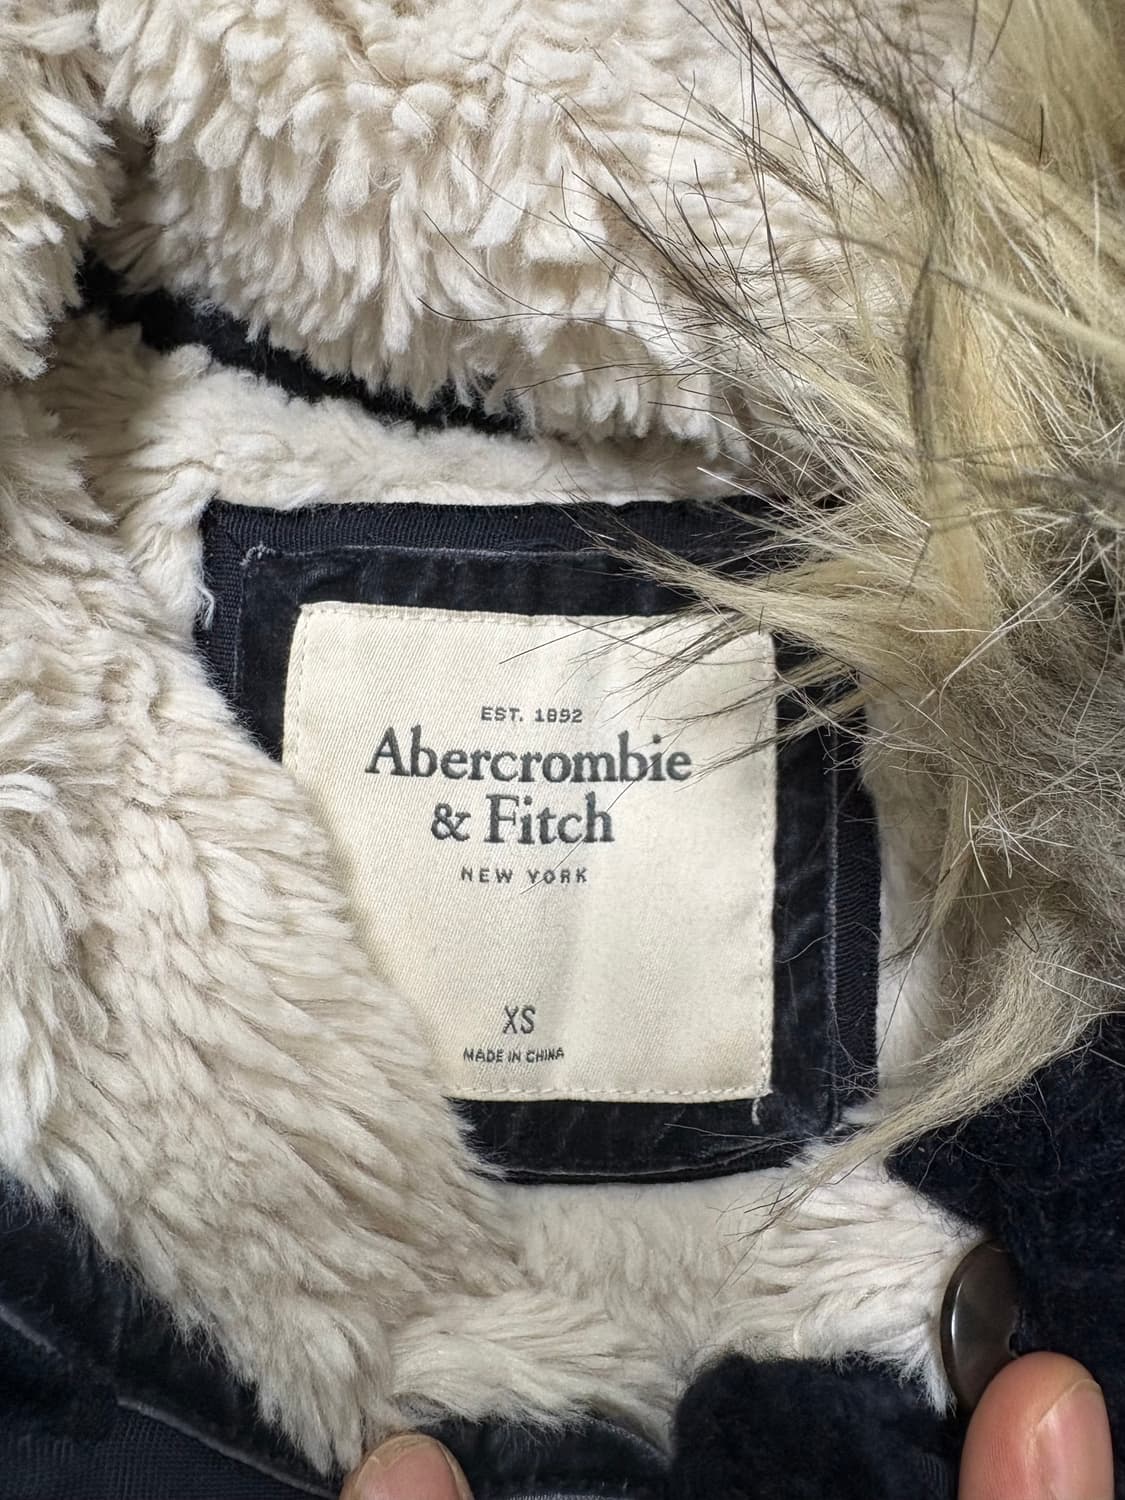 EST. 1892
Abercrombie
& Fitch
NEW YORK
XS
MADE IN CHINA